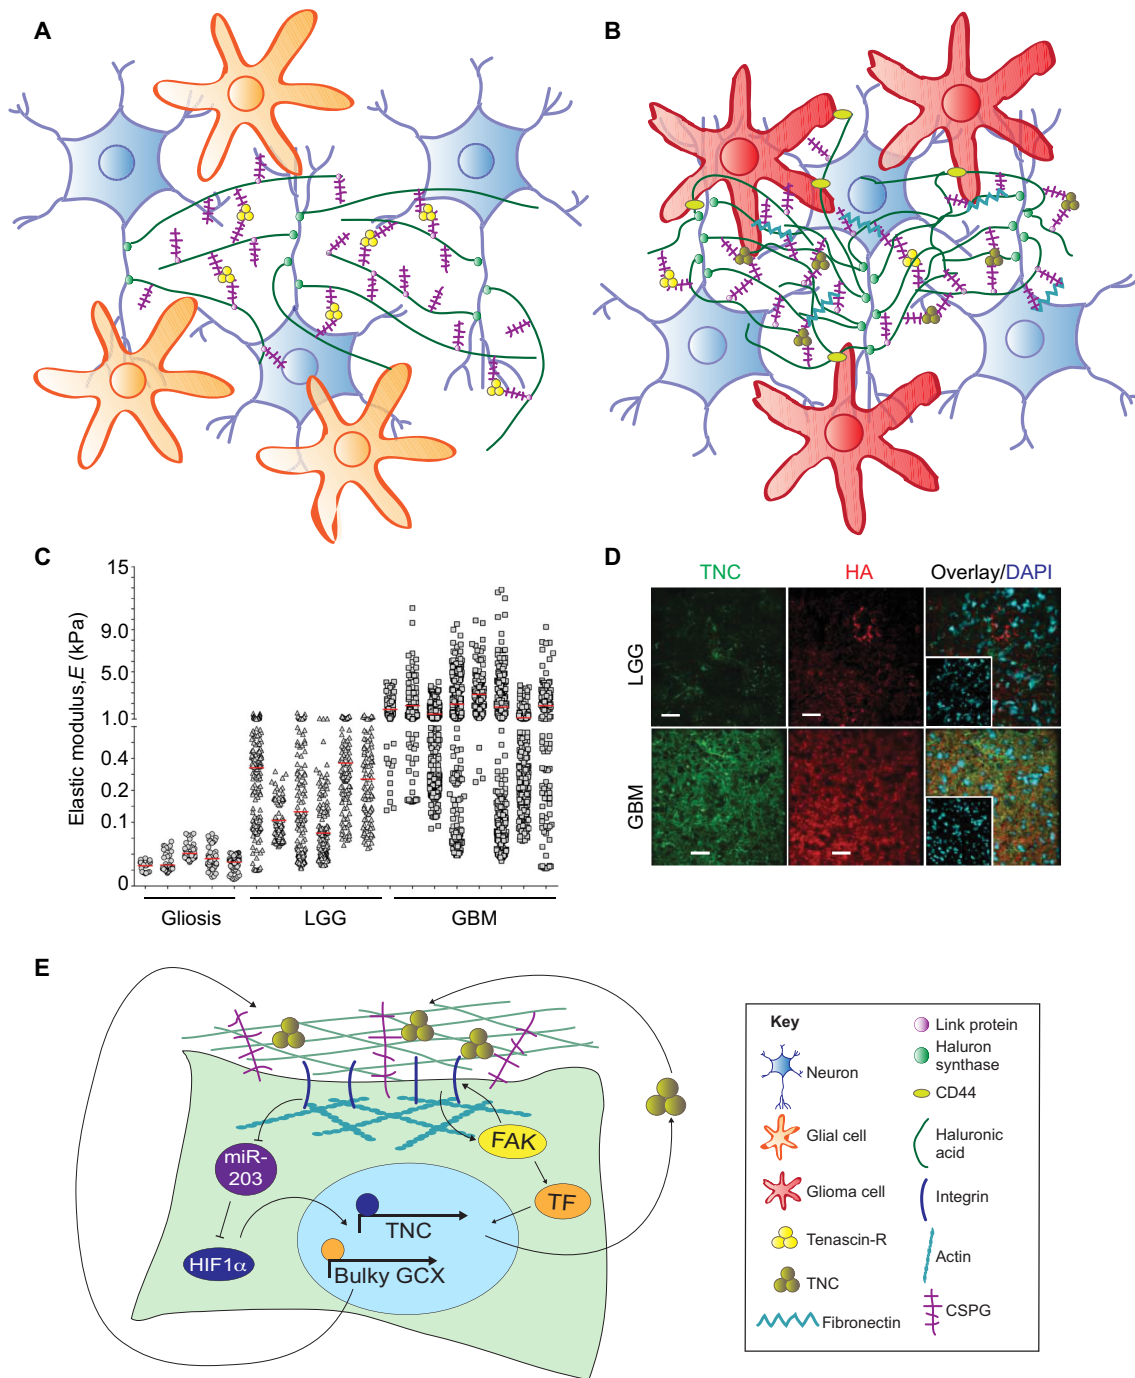 A
B
C
15
9.0
5.0
1.0
0.4
0.2
0.1
0
Elastic modulus, E (kPa)
Gliosis
LGG
GBM
D
TNC
HA
Overlay/DAPI
LGG
GBM
E
miR-
203
HIF1α
FAK
TF
TNC
Bulky GCX
Key
Neuron
Glial cell
Glioma cell
Tenascin-R
TNC
Fibronectin
Link protein
Haluron
synthase
CD44
Haluronic
acid
Integrin
Actin
CSPG